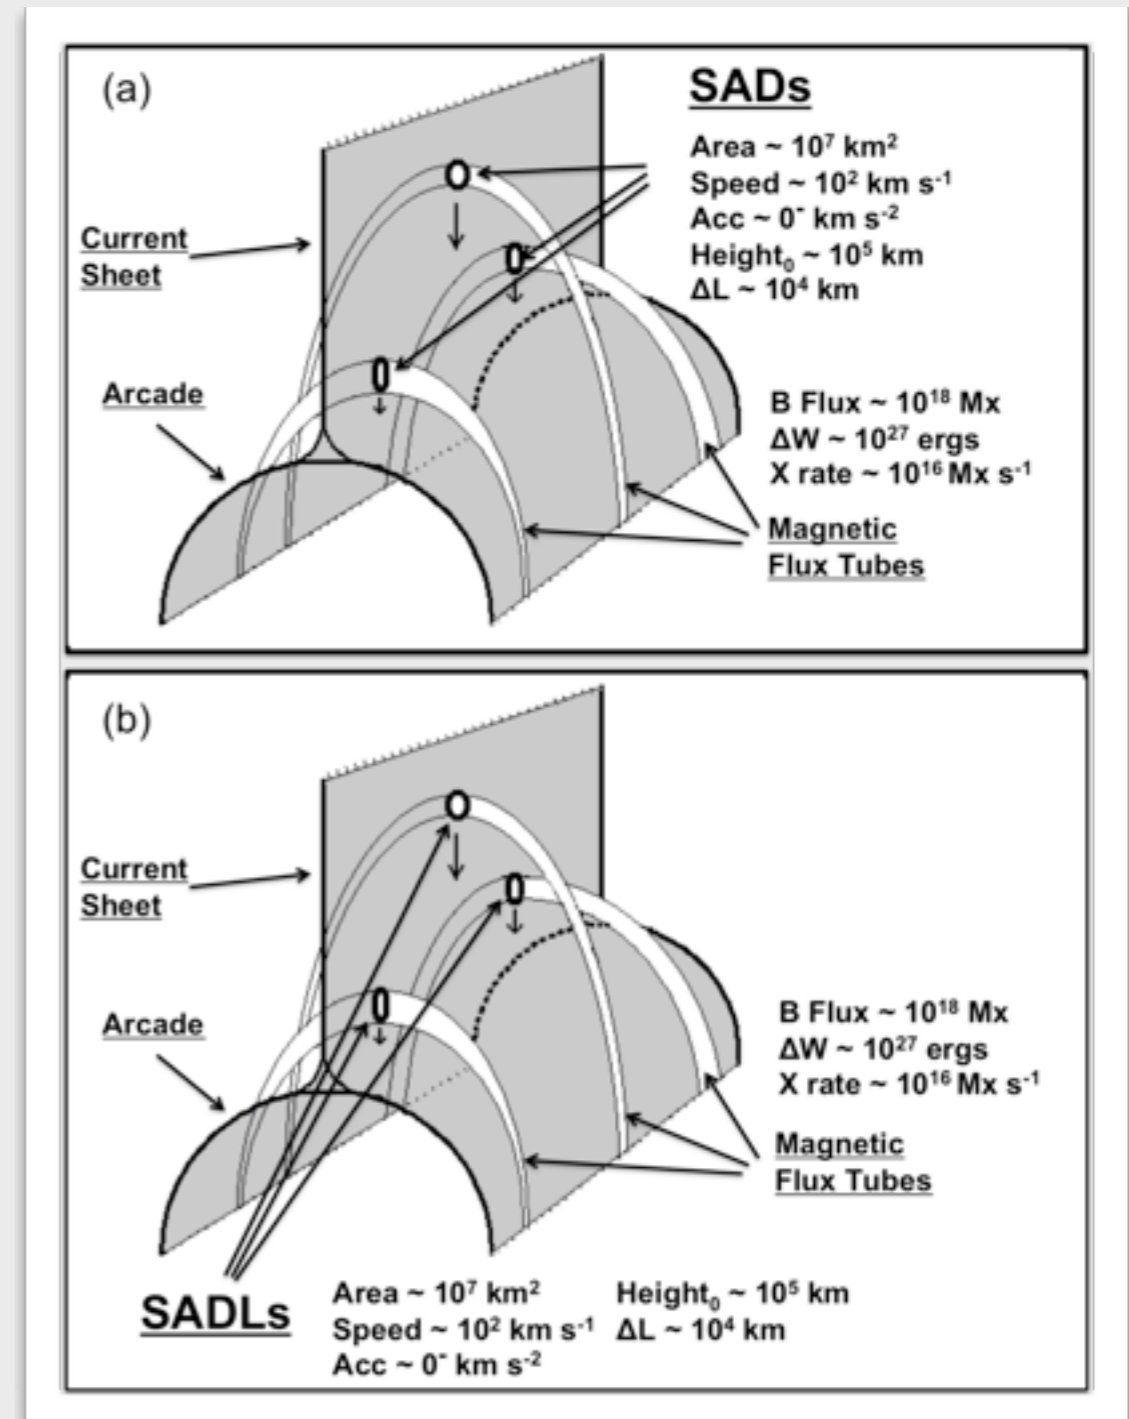 (a)
SADs
Area ~ 10⁷ km²
Speed ~ 10² km s⁻¹
Acc ~ 0⁻ km s⁻²
Height₀ ~ 10⁵ km
ΔL ~ 10⁴ km
Current
Sheet
Arcade
B Flux ~ 10¹⁸ Mx
ΔW ~ 10²⁷ ergs
X rate ~ 10¹⁶ Mx s⁻¹
Magnetic
Flux Tubes
(b)
Current
Sheet
Arcade
B Flux ~ 10¹⁸ Mx
ΔW ~ 10²⁷ ergs
X rate ~ 10¹⁶ Mx s⁻¹
Magnetic
Flux Tubes
SADLs
Area ~ 10⁷ km² Height₀ ~ 10⁵ km
Speed ~ 10² km s⁻¹ ΔL ~ 10⁴ km
Acc ~ 0⁻ km s⁻²